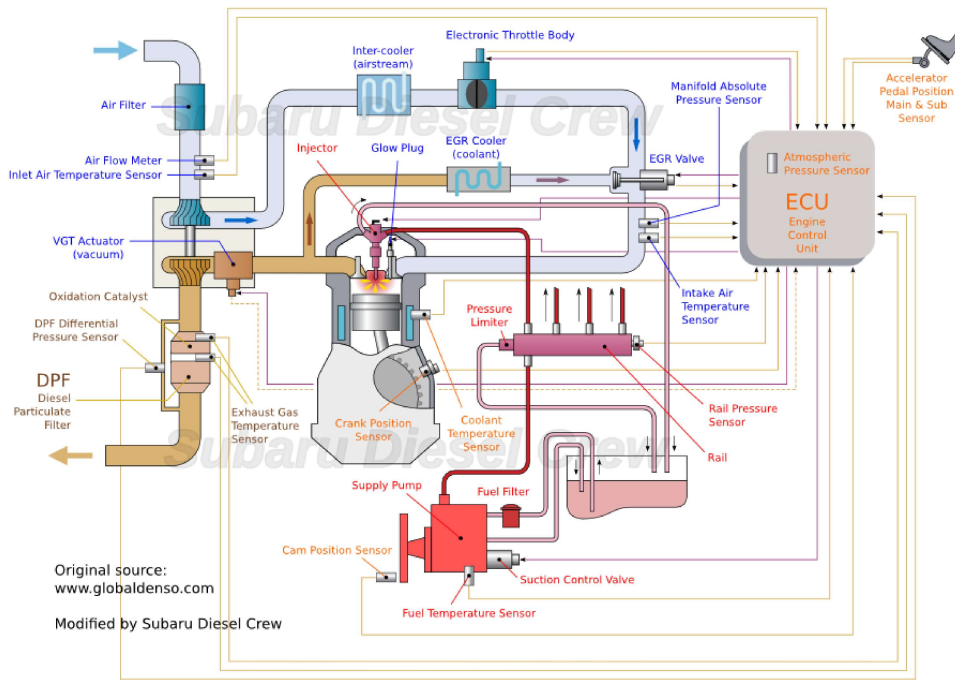 Electronic Throttle Body
Inter-cooler
(airstream)
Manifold Absolute
Pressure Sensor
Accelerator
Pedal Position
Main & Sub
Sensor
Air Filter
Subaru Diesel Crew
Injector
Glow Plug
EGR Cooler
(coolant)
EGR Valve
Atmospheric
Pressure Sensor
ECU
Engine
Control
Unit
Air Flow Meter
Inlet Air Temperature Sensor
VGT Actuator
(vacuum)
Intake Air
Temperature
Sensor
Oxidation Catalyst
DPF Differential
Pressure Sensor
Pressure
Limiter
DPF
Diesel
Particulate
Filter
Exhaust Gas
Temperature
Sensor
Crank Position
Sensor
Coolant
Temperature
Sensor
Rail Pressure
Sensor
Rail
Subaru Diesel Crew
Supply Pump
Fuel Filter
Cam Position Sensor
Suction Control Valve
Fuel Temperature Sensor
Original source:
www.globaldenso.com
Modified by Subaru Diesel Crew